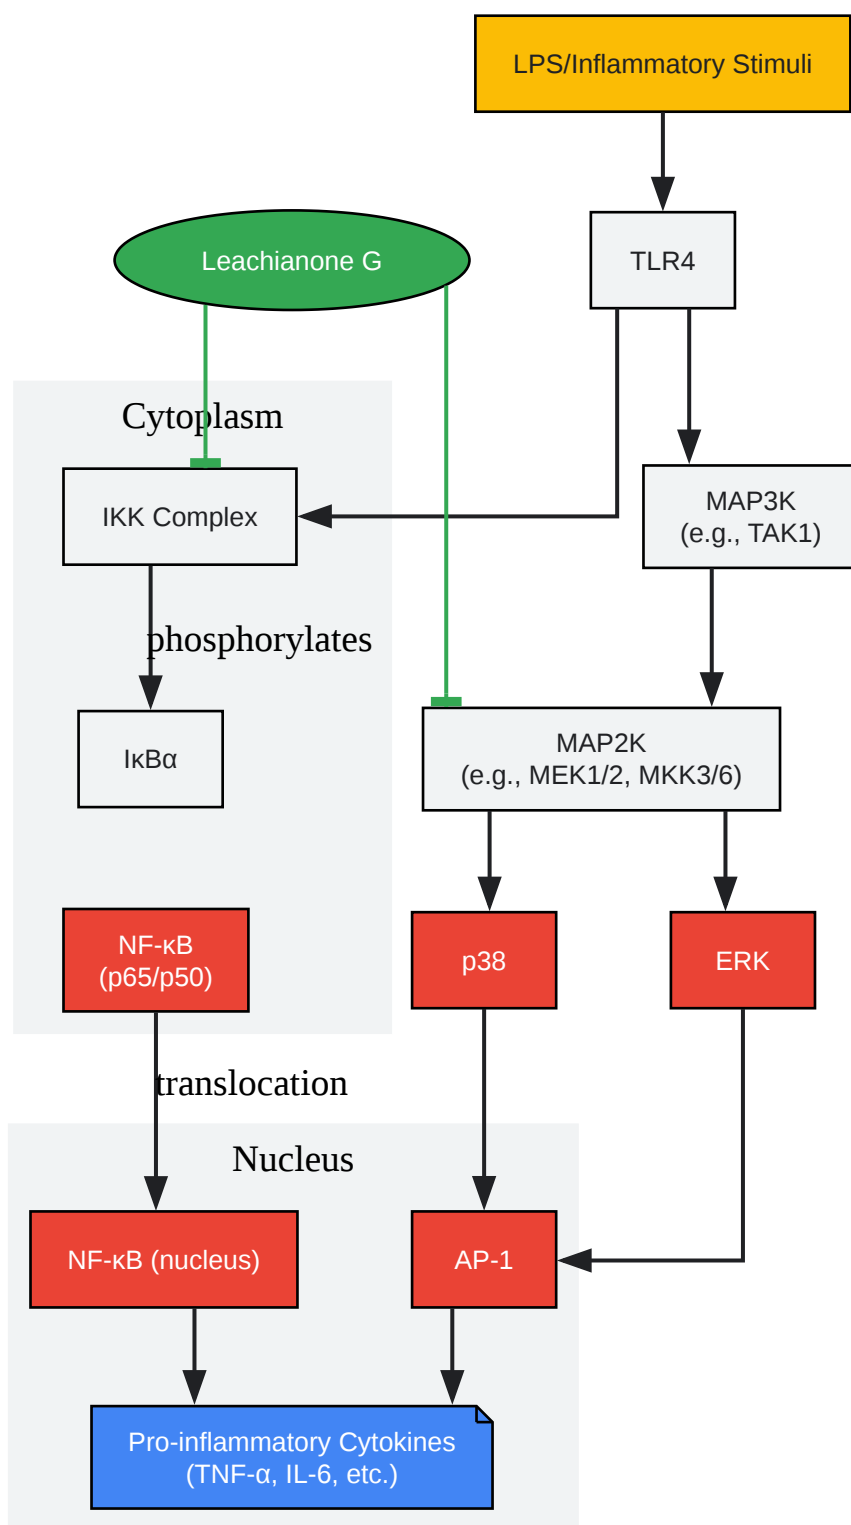 LPS/Inflammatory Stimuli
Leachianone G
TLR4
Cytoplasm
IKK Complex
MAP3K
(e.g., TAK1)
phosphorylates
IκBα
MAP2K
(e.g., MEK1/2, MKK3/6)
NF-κB
(p65/p50)
p38
ERK
translocation
Nucleus
NF-κB (nucleus)
AP-1
Pro-inflammatory Cytokines
(TNF-α, IL-6, etc.)